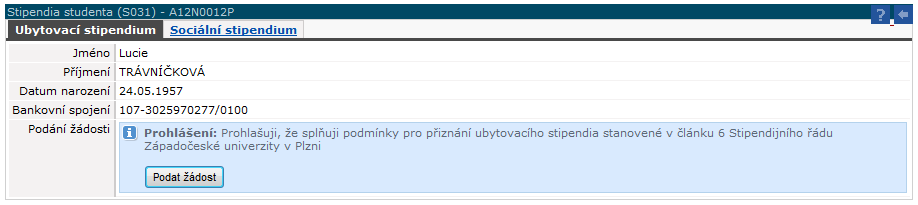 Stipendia studenta (S031) - A12N0012P
?
Ubytovací stipendium Sociální stipendium
Jméno Lucie
Příjmení TRÁVNÍČKOVÁ
Datum narození 24.05.1957
Bankovní spojení 107-3025970277/0100
Podání žádosti Prohlášení: Prohlašuji, že splňuji podmínky pro přiznání ubytovacího stipendia stanovené v článku 6 Stipendijního řádu
Západočeské univerzity v Plzni
Podat žádost